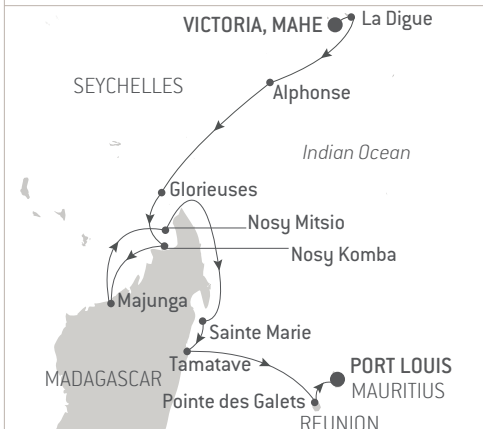 VICTORIA, MAHE
La Digue
SEYCHELLES
Alphonse
Indian Ocean
Glorieuses
Nosy Mitsio
Nosy Komba
Majunga
Sainte Marie
Tamatave
MADAGASCAR
PORT LOUIS
MAURITIUS
Pointe des Galets
REUNION